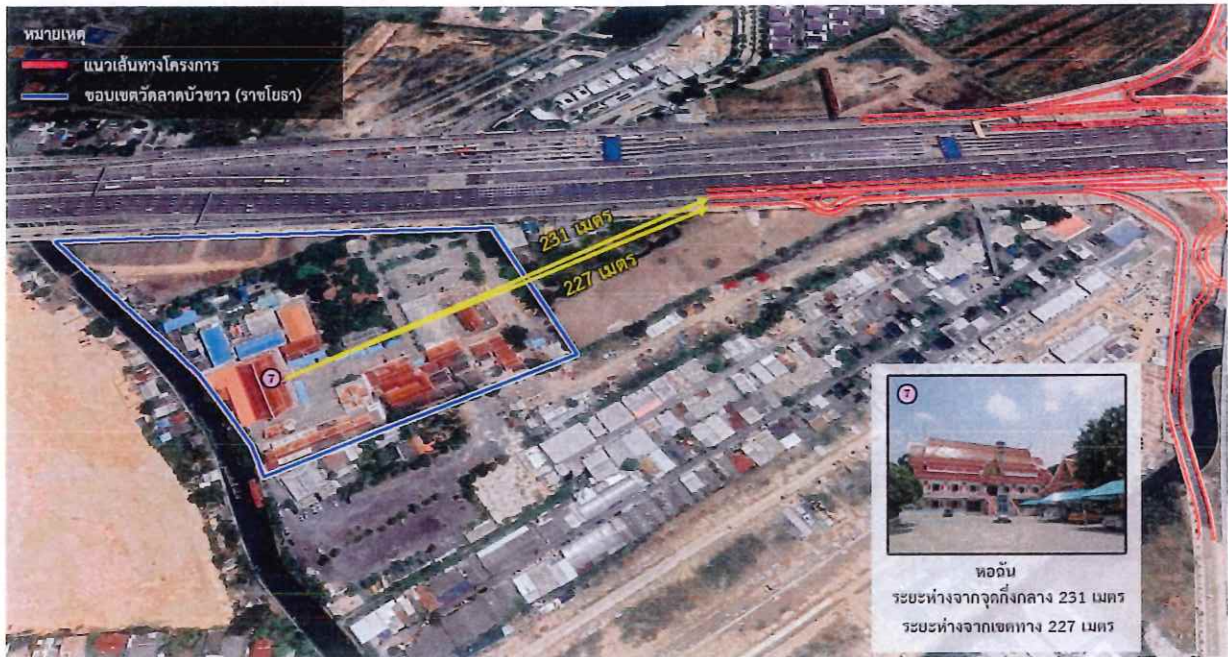 หมายเหตุ
แนวเส้นทางโครงการ
ขอบเขตวัดลาดบัวขาว (ราชโยธา)
231 เมตร
227 เมตร
7
7
หอฉัน
ระยะห่างจากจุดกึ่งกลาง 231 เมตร
ระยะห่างจากเขตทาง 227 เมตร